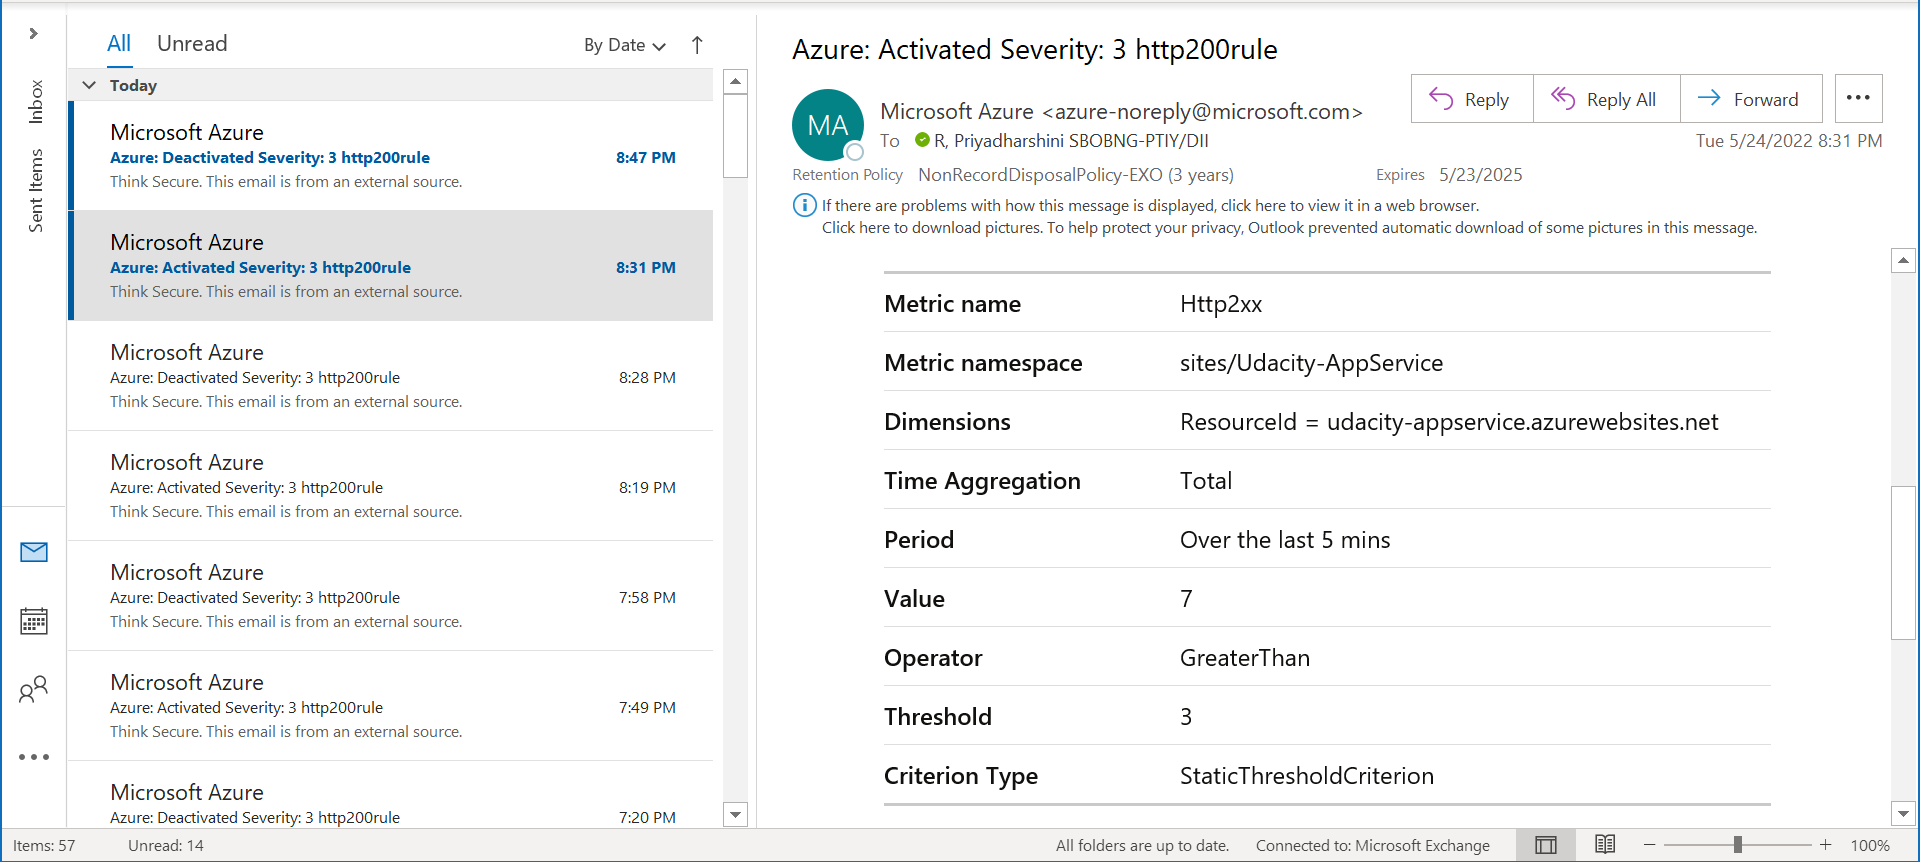 Inbox
Sent Items
All Unread By Date
Today
Microsoft Azure
Azure: Deactivated Severity: 3 http200rule 8:47 PM
Think Secure. This email is from an external source.
Microsoft Azure
Azure: Activated Severity: 3 http200rule 8:31 PM
Think Secure. This email is from an external source.
Microsoft Azure
Azure: Deactivated Severity: 3 http200rule 8:28 PM
Think Secure. This email is from an external source.
Microsoft Azure
Azure: Activated Severity: 3 http200rule 8:19 PM
Think Secure. This email is from an external source.
Microsoft Azure
Azure: Deactivated Severity: 3 http200rule 7:58 PM
Think Secure. This email is from an external source.
Microsoft Azure
Azure: Activated Severity: 3 http200rule 7:49 PM
Think Secure. This email is from an external source.
Microsoft Azure
Azure: Deactivated Severity: 3 http200rule 7:20 PM
Azure: Activated Severity: 3 http200rule
Reply Reply All Forward
MA
Microsoft Azure <azure-noreply@microsoft.com>
To R, Priyadharshini SBOBNG-PTIY/DII Tue 5/24/2022 8:31 PM
Retention Policy NonRecordDisposalPolicy-EXO (3 years) Expires 5/23/2025
If there are problems with how this message is displayed, click here to view it in a web browser.
Click here to download pictures. To help protect your privacy, Outlook prevented automatic download of some pictures in this message.
Metric name Http2xx
Metric namespace sites/Udacity-AppService
Dimensions ResourceId = udacity-appservice.azurewebsites.net
Time Aggregation Total
Period Over the last 5 mins
Value 7
Operator GreaterThan
Threshold 3
Criterion Type StaticThresholdCriterion
Items: 57 Unread: 14 All folders are up to date. Connected to: Microsoft Exchange 100%